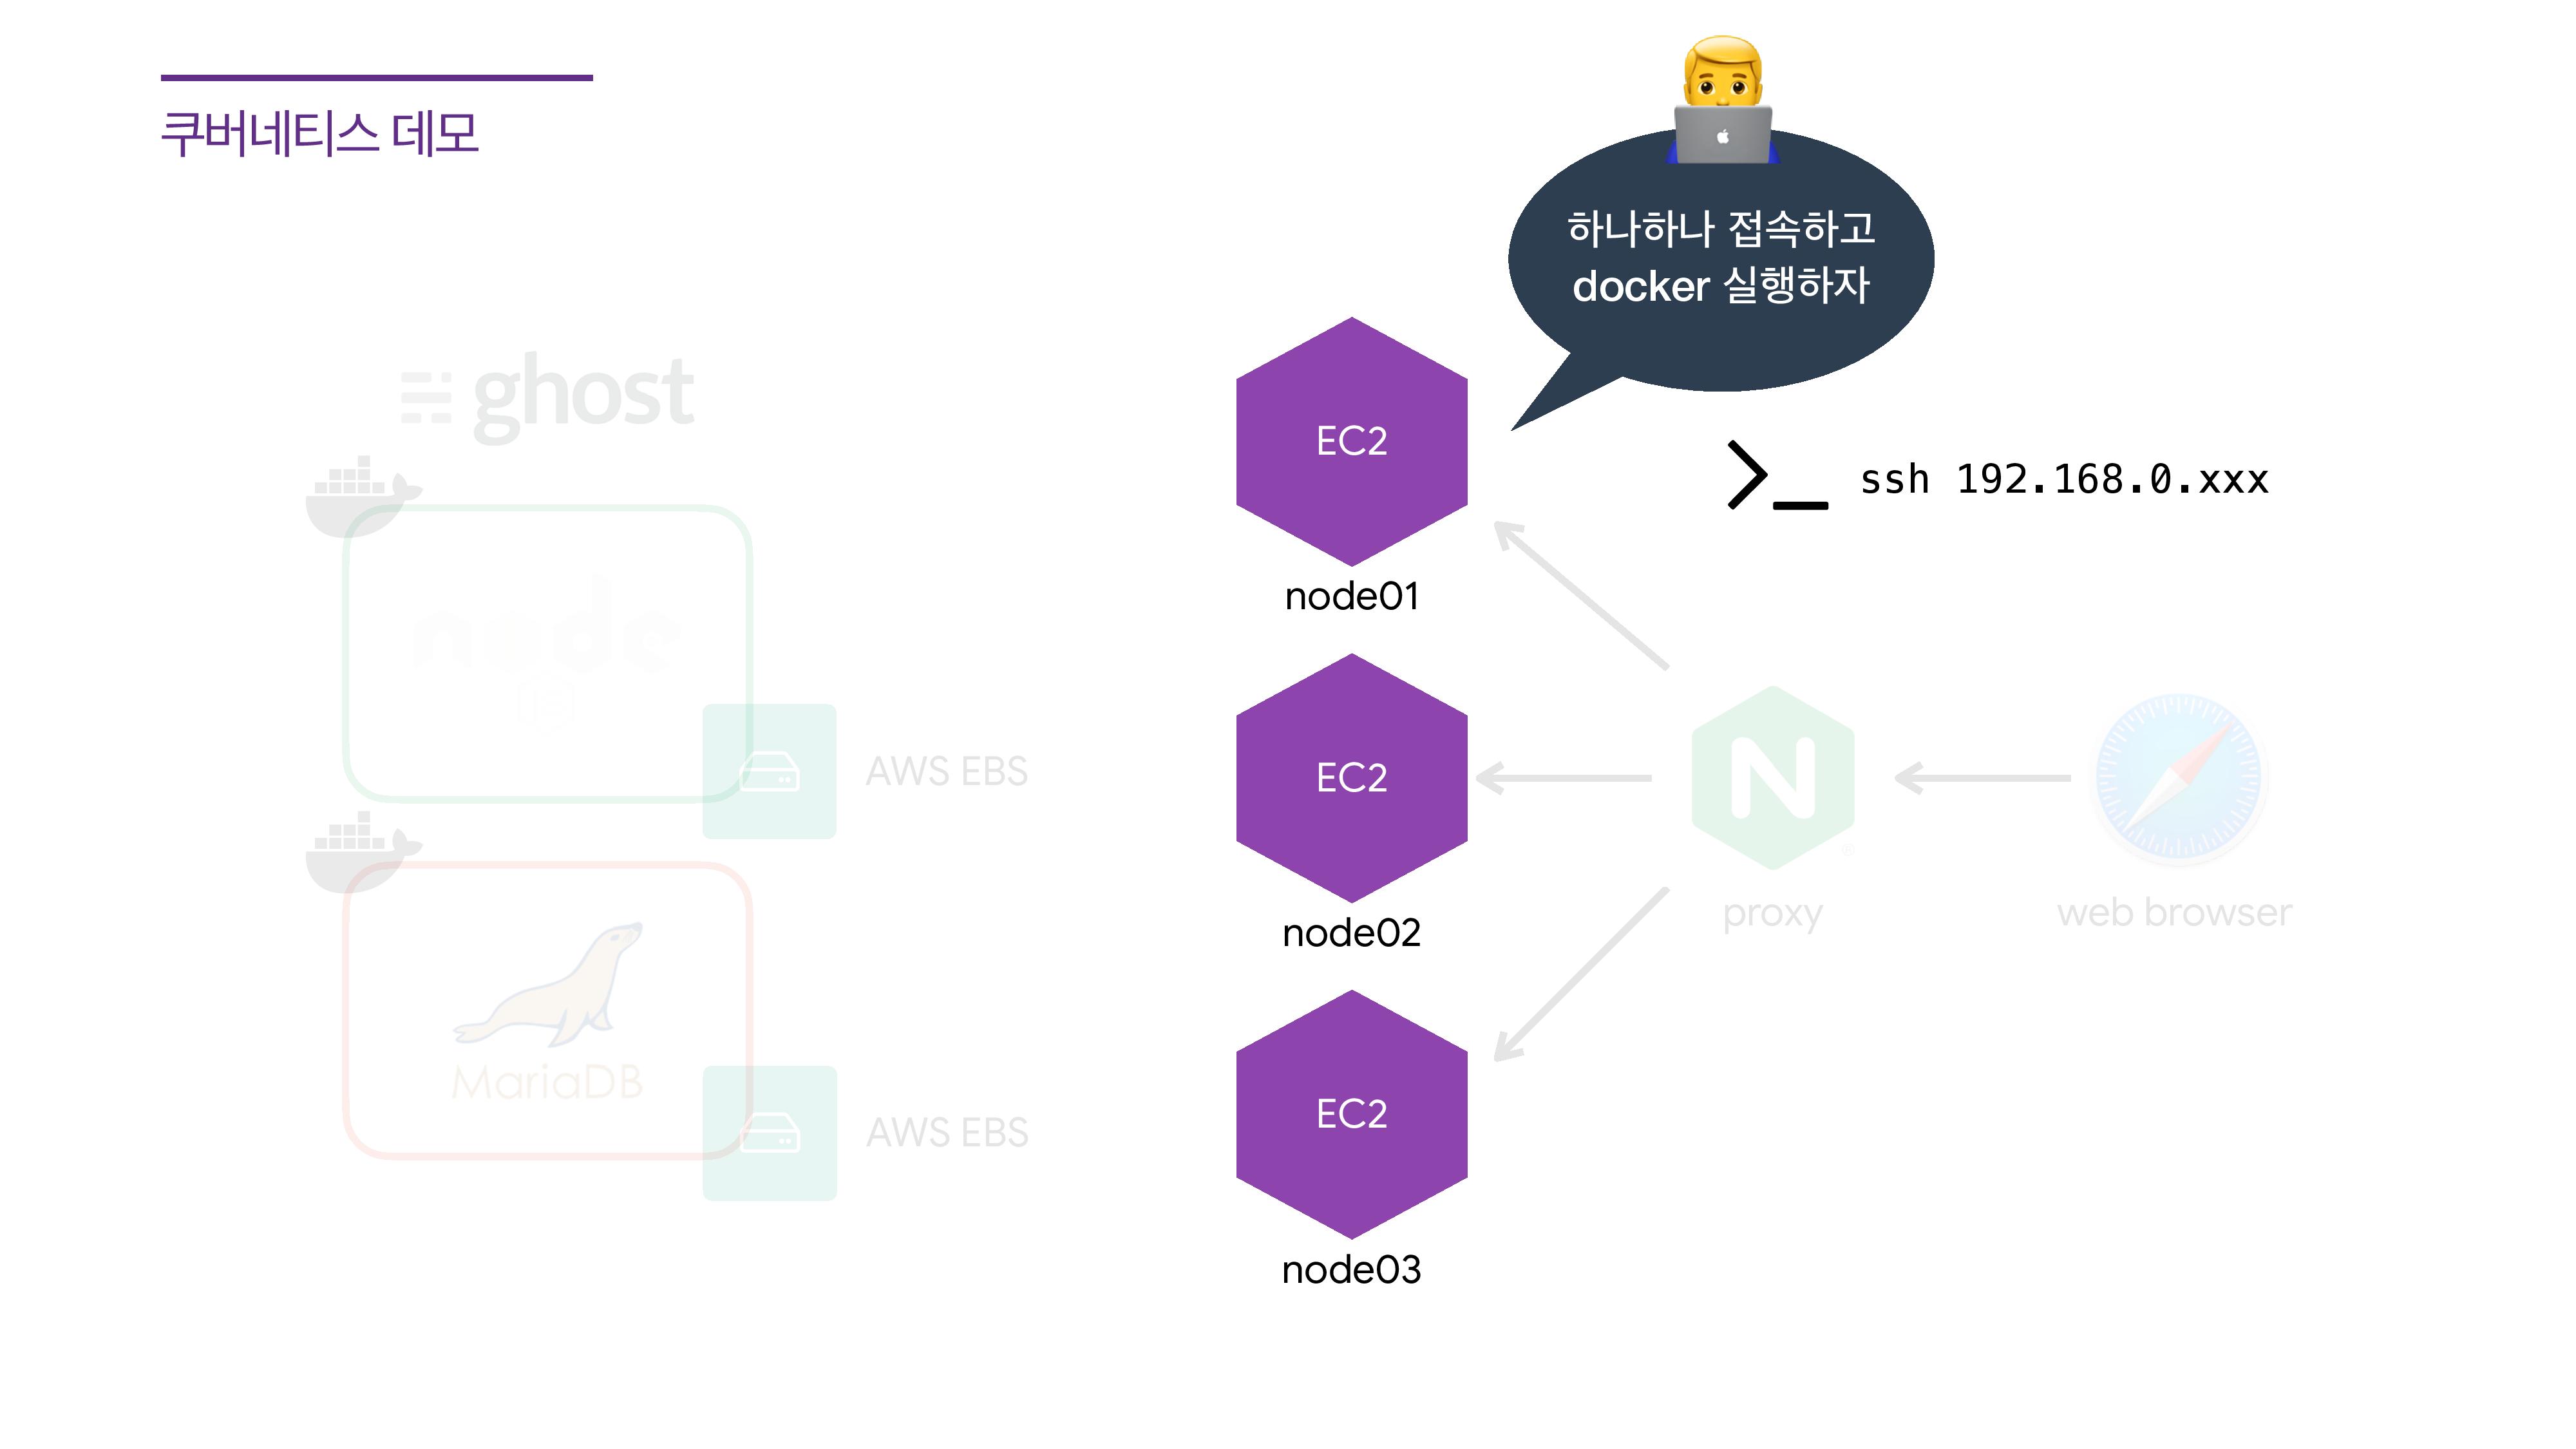 쿠버네티스 데모
하나하나 접속하고
docker 실행하자
ghost
EC2
ssh 192.168.0.xxx
node01
node
JS
AWS EBS
EC2
N
node02
proxy
web browser
MariaDB
AWS EBS
EC2
node03